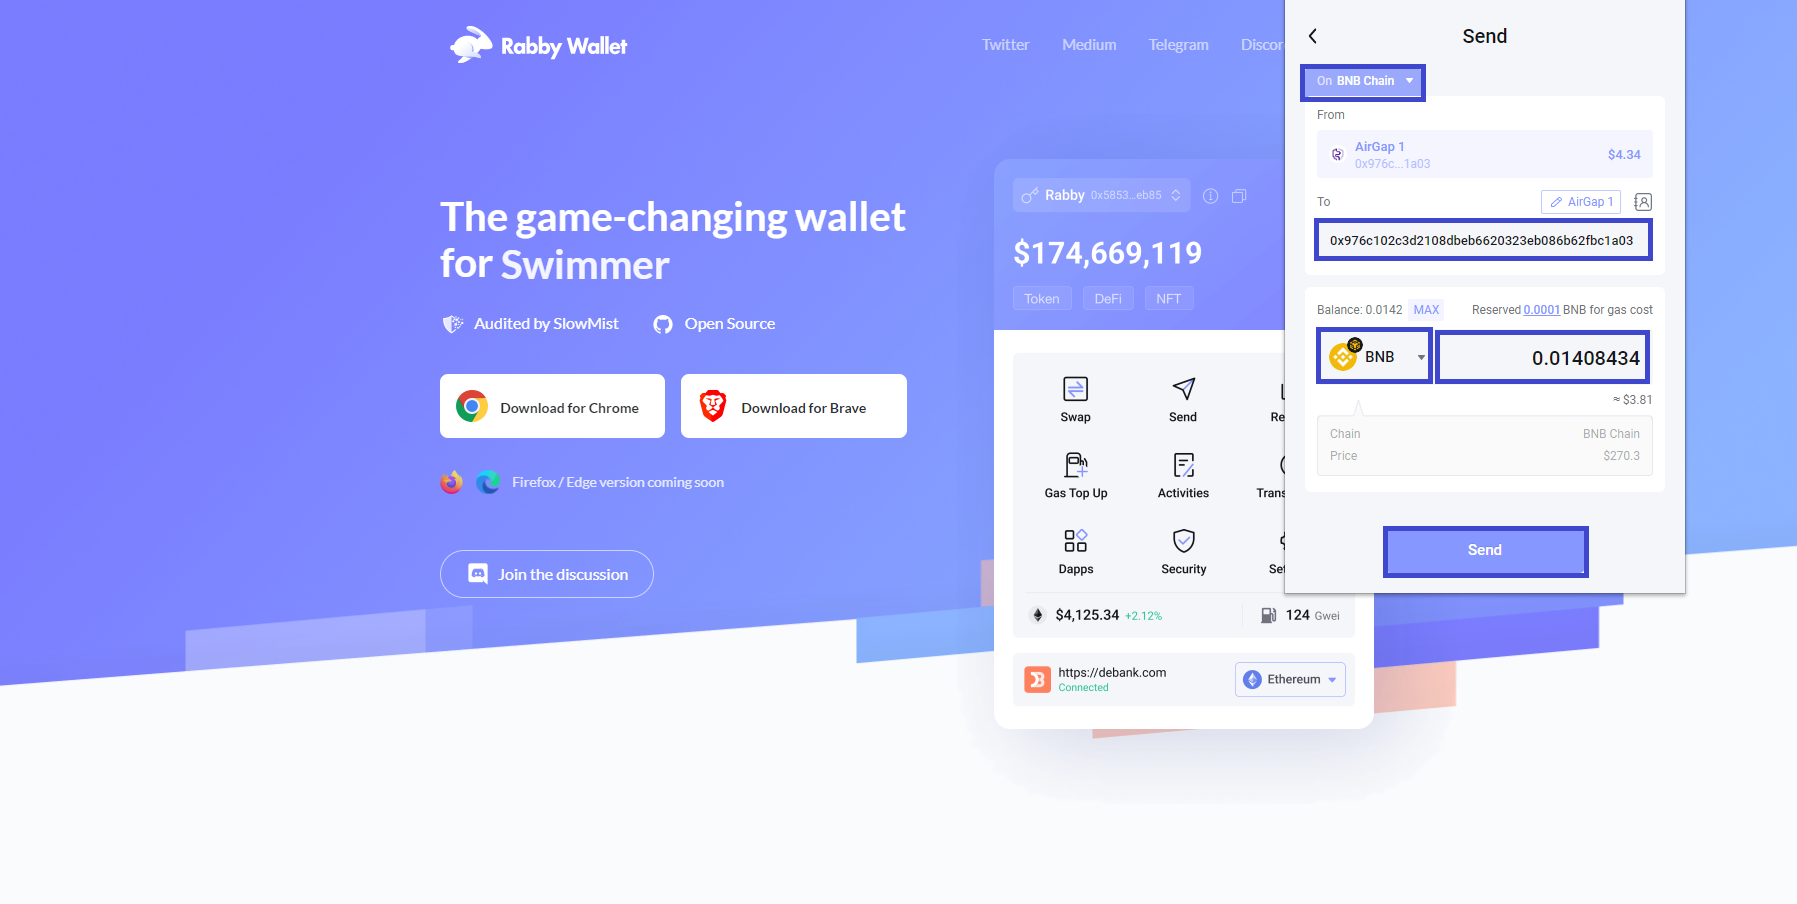 Rabby Wallet
Twitter Medium Telegram
The game-changing wallet
for Swimmer
Audited by SlowMist Open Source
Download for Chrome Download for Brave
Firefox / Edge version coming soon
Join the discussion
Rabby 0x5853...eb85
$174,669,119
Token DeFi NFT
Swap Send
Gas Top Up Activities
Dapps Security
$4,125.34 +2.12% 124 Gwei
https://debank.com
Connected
Ethereum
Send
On BNB Chain
From
AirGap 1
0x976c...1a03
$4.34
To AirGap 1
0x976c102c3d2108dbeb6620323eb086b62fbc1a03
Balance: 0.0142 MAX Reserved 0.0001 BNB for gas cost
BNB 0.01408434
≈ $3.81
Chain BNB Chain
Price $270.3
Send